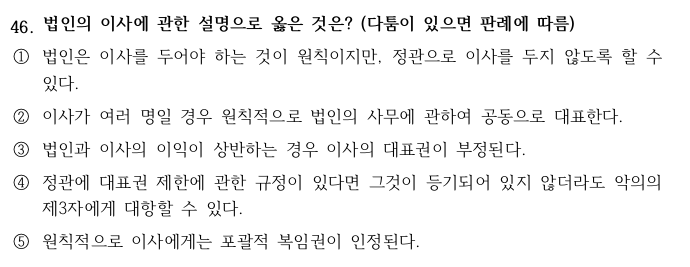 46. 법인의 이사에 관한 설명으로 옳은 것은? (다툼이 있으면 판례에 따름)
① 법인은 이사를 두어야 하는 것이 원칙이지만, 정관으로 이사를 두지 않도록 할 수
있다.
② 이사가 여러 명일 경우 원칙적으로 법인의 사무에 관하여 공동으로 대표한다.
③ 법인과 이사의 이익이 상반하는 경우 이사의 대표권이 부정된다.
④ 정관에 대표권 제한에 관한 규정이 있다면 그것이 등기되어 있지 않더라도 악의의
제3자에게 대항할 수 있다.
⑤ 원칙적으로 이사에게는 포괄적 복임권이 인정된다.